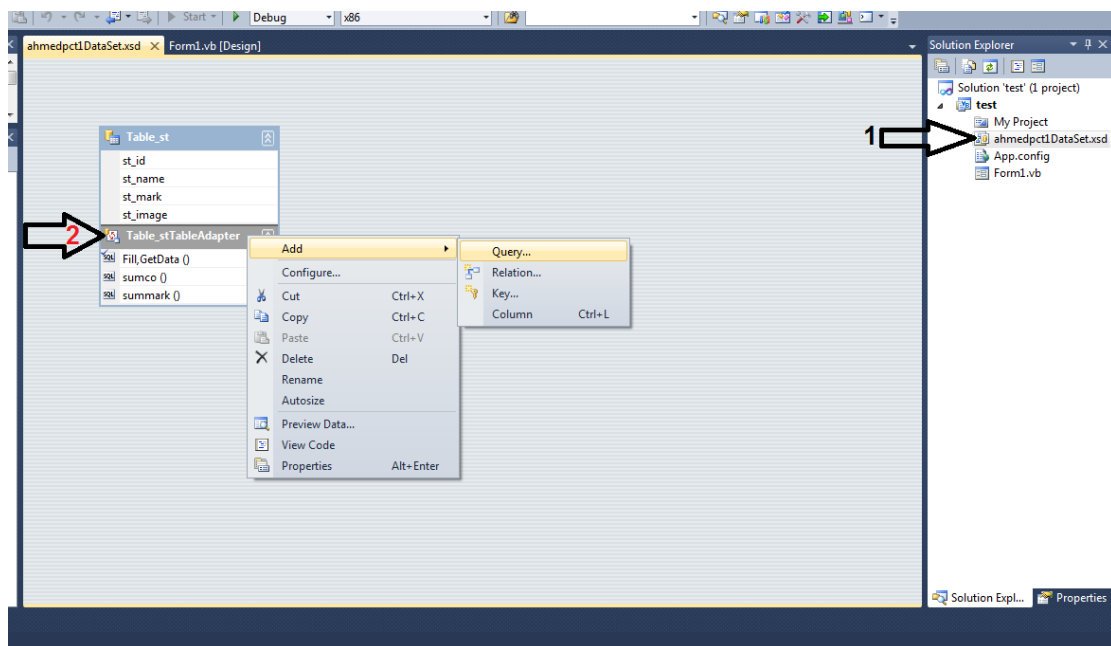 Start
Debug
x86
ahmedpct1DataSet.xsd
Form1.vb [Design]
Solution Explorer
Solution 'test' (1 project)
test
My Project
1
ahmedpct1DataSet.xsd
App.config
Form1.vb
Table_st
st_id
st_name
st_mark
st_image
2
Table_stTableAdapter
SQL Fill,GetData ()
SQL sumco ()
SQL summark ()
Add
Configure...
Cut Ctrl+X
Copy Ctrl+C
Paste Ctrl+V
Delete Del
Rename
Autosize
Preview Data...
View Code
Properties Alt+Enter
Query...
Relation...
Key...
Column Ctrl+L
Solution Expl...
Properties